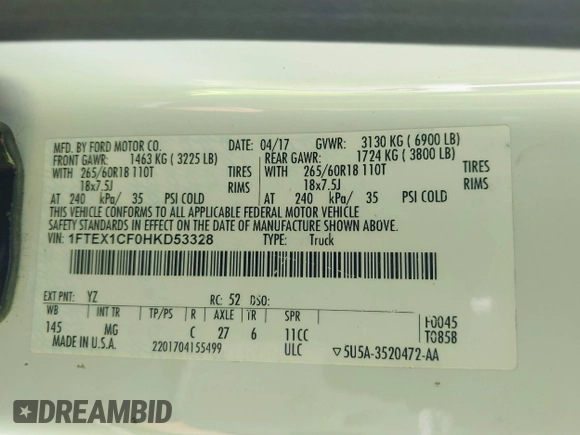 MFD. BY FORD MOTOR CO. DATE: 04/17 GVWR: 3130 KG ( 6900 LB)
FRONT GAWR: 1463 KG ( 3225 LB) REAR GAWR: 1724 KG ( 3800 LB)
WITH 265/60R18 110T TIRES WITH 265/60R18 110T TIRES
18x7.5J RIMS 18x7.5J RIMS
AT 240 kPa/ 35 PSI COLD AT 240 kPa/ 35 PSI COLD
THIS VEHICLE CONFORMS TO ALL APPLICABLE FEDERAL MOTOR VEHICLE
SAFETY STANDARDS IN EFFECT ON THE DATE OF MANUFACTURE SHOWN ABOVE.
VIN: 1FTEX1CF0HKD53328 TYPE: Truck
EXT PNT: YZ RC: 52 DSO:
WB INT TR TP/PS R AXLE TR SPR F0045
145 MG C 27 6 11CC T0858
MADE IN U.S.A. 2201704155499 ULC ▽5U5A-3520472-AA
DREAMBID